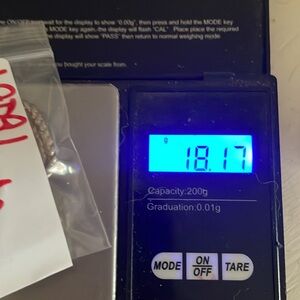 ON/OFF, wait for the display to show "0.00g", then press and hold the MODE key
MODE key again, the display will flash "CAL" Place place the required
display will show "PASS" then return to normal weighing mode
you bought your scale from.
g
18.17
Capacity:200g
Graduation:0.01g
MODE
ON
OFF
TARE